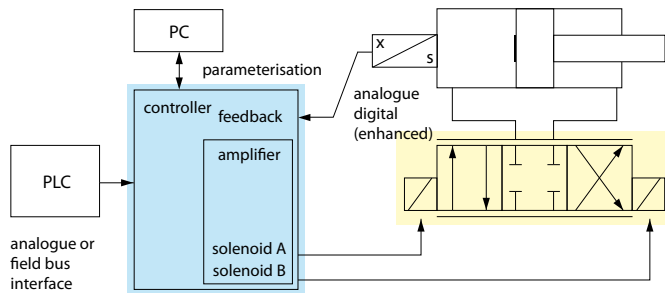 PC
parameterisation
X
S
controller
feedback
analogue
digital
(enhanced)
amplifier
PLC
solenoid A
solenoid B
analogue or
field bus
interface